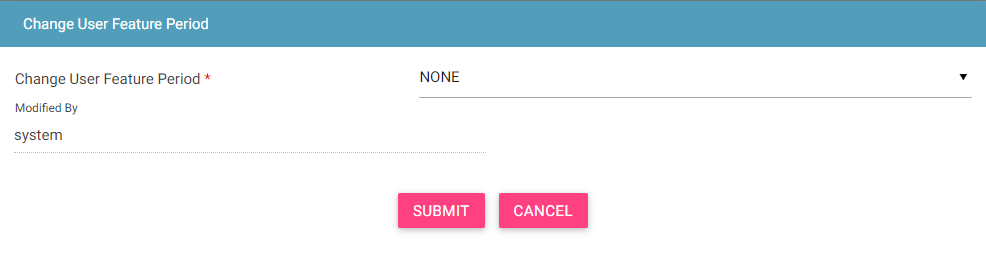 Change User Feature Period
Change User Feature Period *
NONE
Modified By
system
SUBMIT
CANCEL